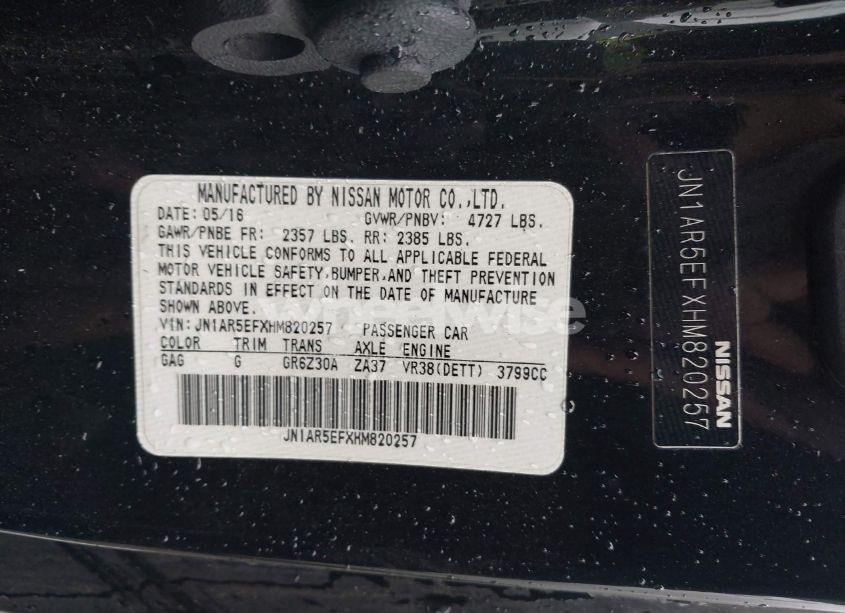 MANUFACTURED BY NISSAN MOTOR CO.,LTD.
DATE: 05/16 GVWR/PNBV: 4727 LBS.
GAWR/PNBE FR: 2357 LBS. RR: 2385 LBS.
THIS VEHICLE CONFORMS TO ALL APPLICABLE FEDERAL
MOTOR VEHICLE SAFETY,BUMPER,AND THEFT PREVENTION
STANDARDS IN EFFECT ON THE DATE OF MANUFACTURE
SHOWN ABOVE.
VIN:JN1AR5EFXHM820257 PASSENGER CAR
COLOR TRIM TRANS AXLE ENGINE
GAG G GR6Z30A ZA37 VR38(DETT) 3799CC
JN1AR5EFXHM820257
JN1AR5EFXHM820257
NISSAN